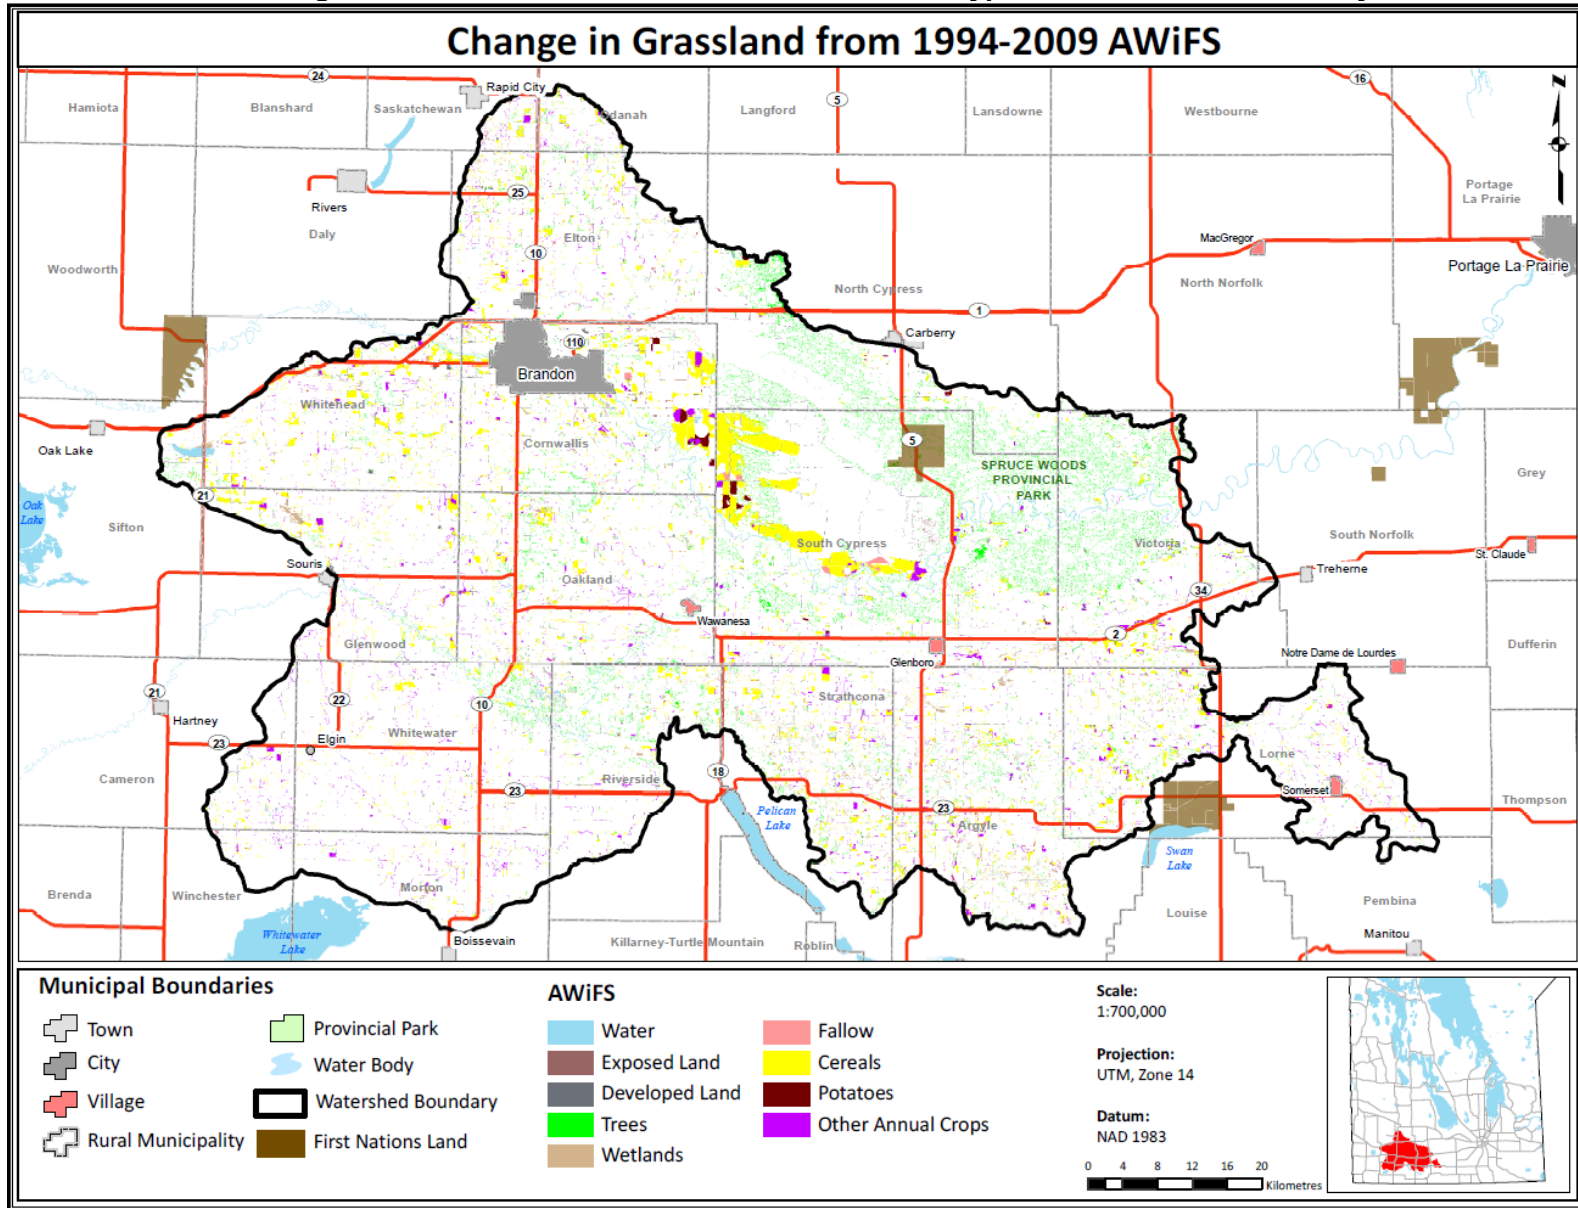 Change in Grassland from 1994-2009 AWiFS
24
Rapid City
16
Hamiota
Blanshard
Saskatchewan
Odanah
Langford
5
Lansdowne
Westbourne
N
Rivers
25
Portage
La Prairie
Daly
Elton
10
MacGregor
Woodworth
Portage La Prairie
North Cypress
North Norfolk
1
Carberry
110
Brandon
Whitehead
Oak Lake
Cornwallis
5
SPRUCE WOODS
PROVINCIAL
PARK
Grey
21
Oak
Lake
Sifton
South Cypress
Victoria
South Norfolk
St. Claude
Souris
Oakland
Treherne
34
Wawanesa
2
Glenwood
Glenboro
Notre Dame de Lourdes
Dufferin
21
22
10
Strathcona
Hartney
23
Elgin
Whitewater
Lorne
Cameron
18
Riverside
23
Somerset
Thompson
Pelican
Lake
23
Argyle
Swan
Lake
Brenda
Winchester
Morton
Louise
Pembina
Whitewater
Lake
Boissevain
Killarney-Turtle Mountain
Roblin
Manitou
Municipal Boundaries
Town
City
Village
Rural Municipality
Provincial Park
Water Body
Watershed Boundary
First Nations Land
AWiFS
Water
Exposed Land
Developed Land
Trees
Wetlands
Fallow
Cereals
Potatoes
Other Annual Crops
Scale:
1:700,000
Projection:
UTM, Zone 14
Datum:
NAD 1983
0 4 8 12 16 20
Kilometres